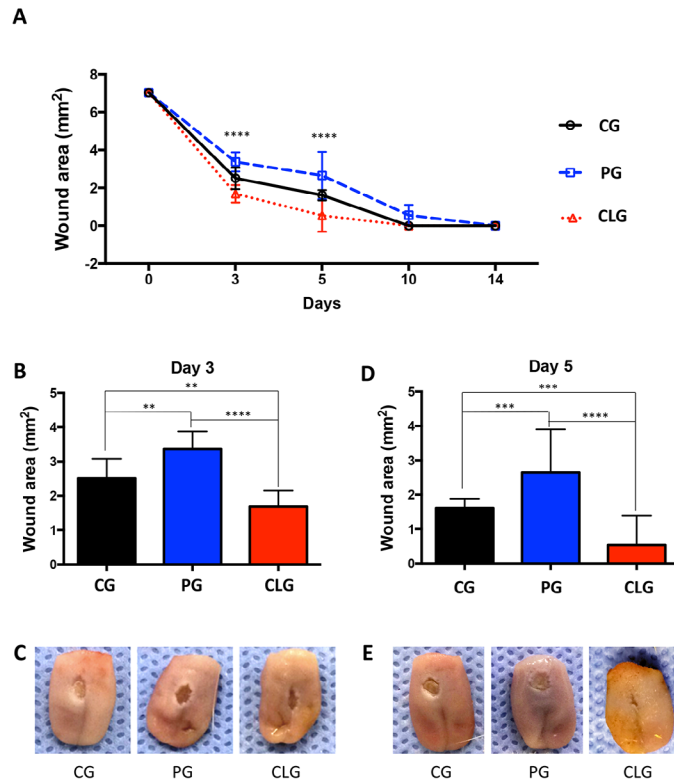 A
Wound area (mm²)
8
6
4
2
0
-2
**** ****
0 3 5 10 14
Days
CG
PG
CLG
B
Day 3
Wound area (mm²)
5
4
3
2
1
0
**
** ****
CG PG CLG
D
Day 5
Wound area (mm²)
5
4
3
2
1
0
***
*** ****
CG PG CLG
C
CG PG CLG
E
CG PG CLG